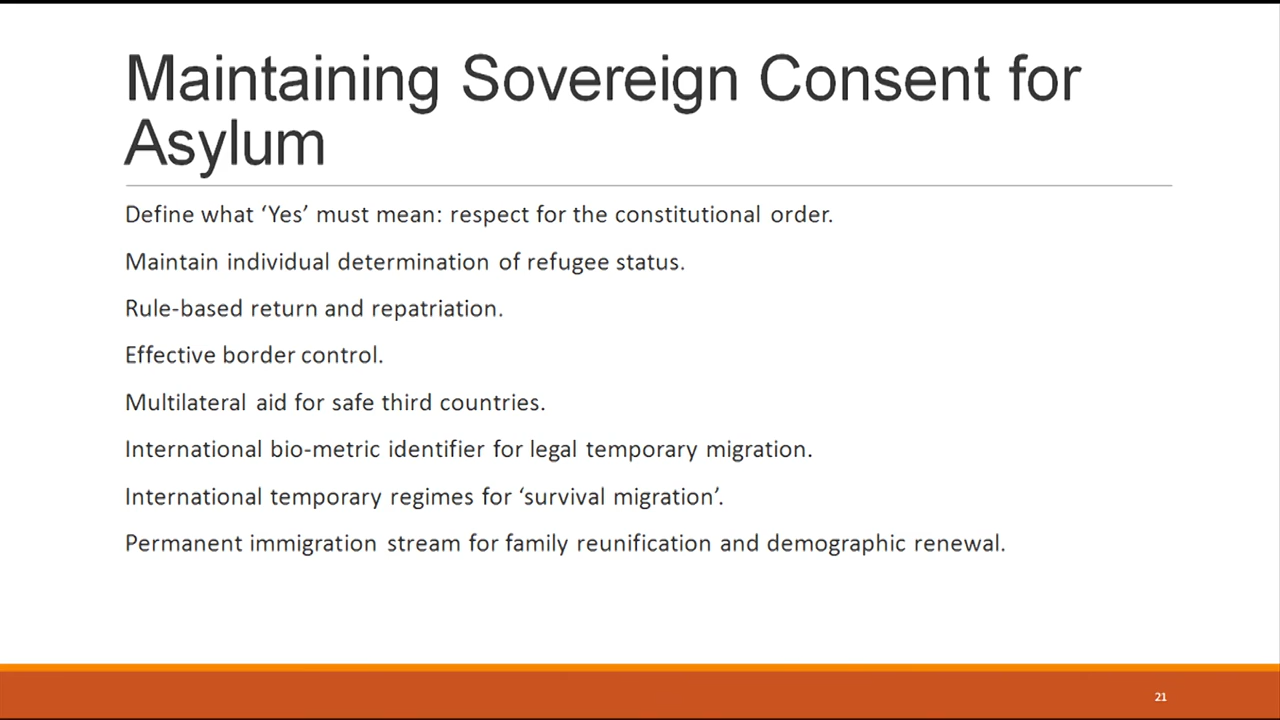 Maintaining Sovereign Consent for
Asylum
Define what ‘Yes’ must mean: respect for the constitutional order.
Maintain individual determination of refugee status.
Rule-based return and repatriation.
Effective border control.
Multilateral aid for safe third countries.
International bio-metric identifier for legal temporary migration.
International temporary regimes for ‘survival migration’.
Permanent immigration stream for family reunification and demographic renewal.
21